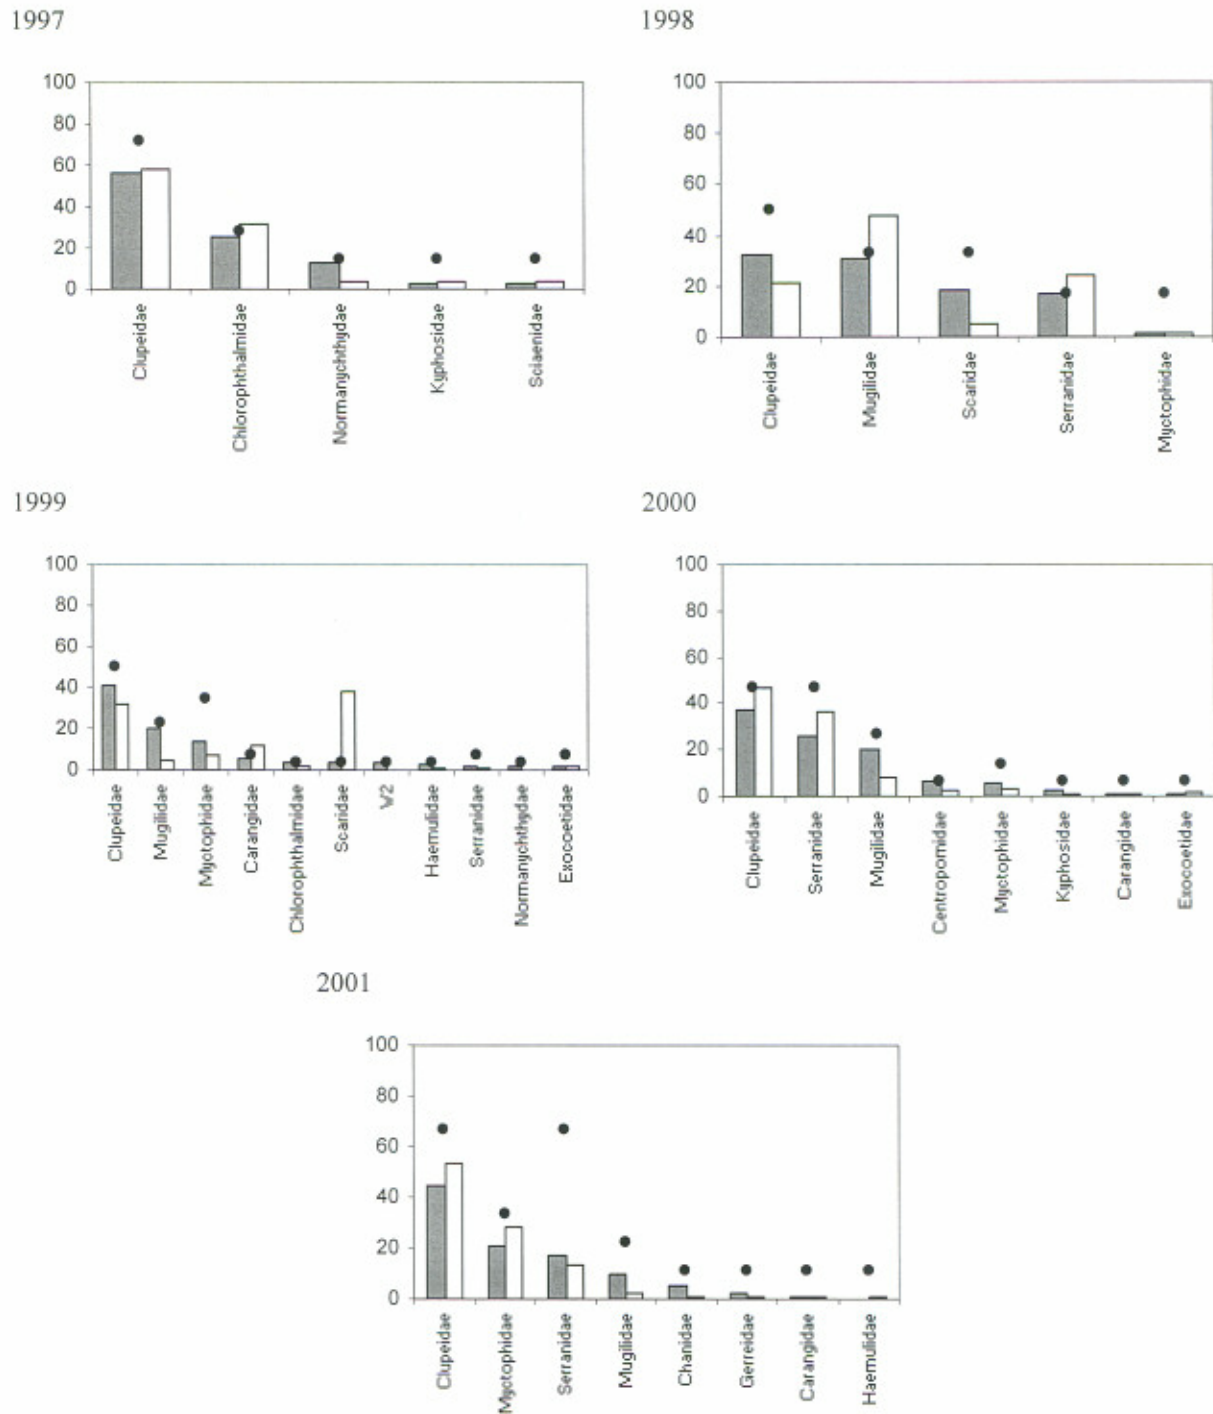 1997
1998
100
80
60
40
20
0
Clupeidae
Chlorophthalmidae
Normanychthydae
Kyphosidae
Sciaenidae
100
80
60
40
20
0
Clupeidae
Mugilidae
Scaridae
Serranidae
Myctophidae
1999
2000
100
80
60
40
20
0
Clupeidae
Mugilidae
Myctophidae
Carangidae
Chlorophthalmidae
Scaridae
W2
Haemulidae
Serranidae
Normanychthydae
Exocoetidae
100
80
60
40
20
0
Clupeidae
Serranidae
Mugilidae
Centropomidae
Myctophidae
Kyphosidae
Carangidae
Exocoetidae
2001
100
80
60
40
20
0
Clupeidae
Myctophidae
Serranidae
Mugilidae
Chanidae
Gerreidae
Carangidae
Haemulidae